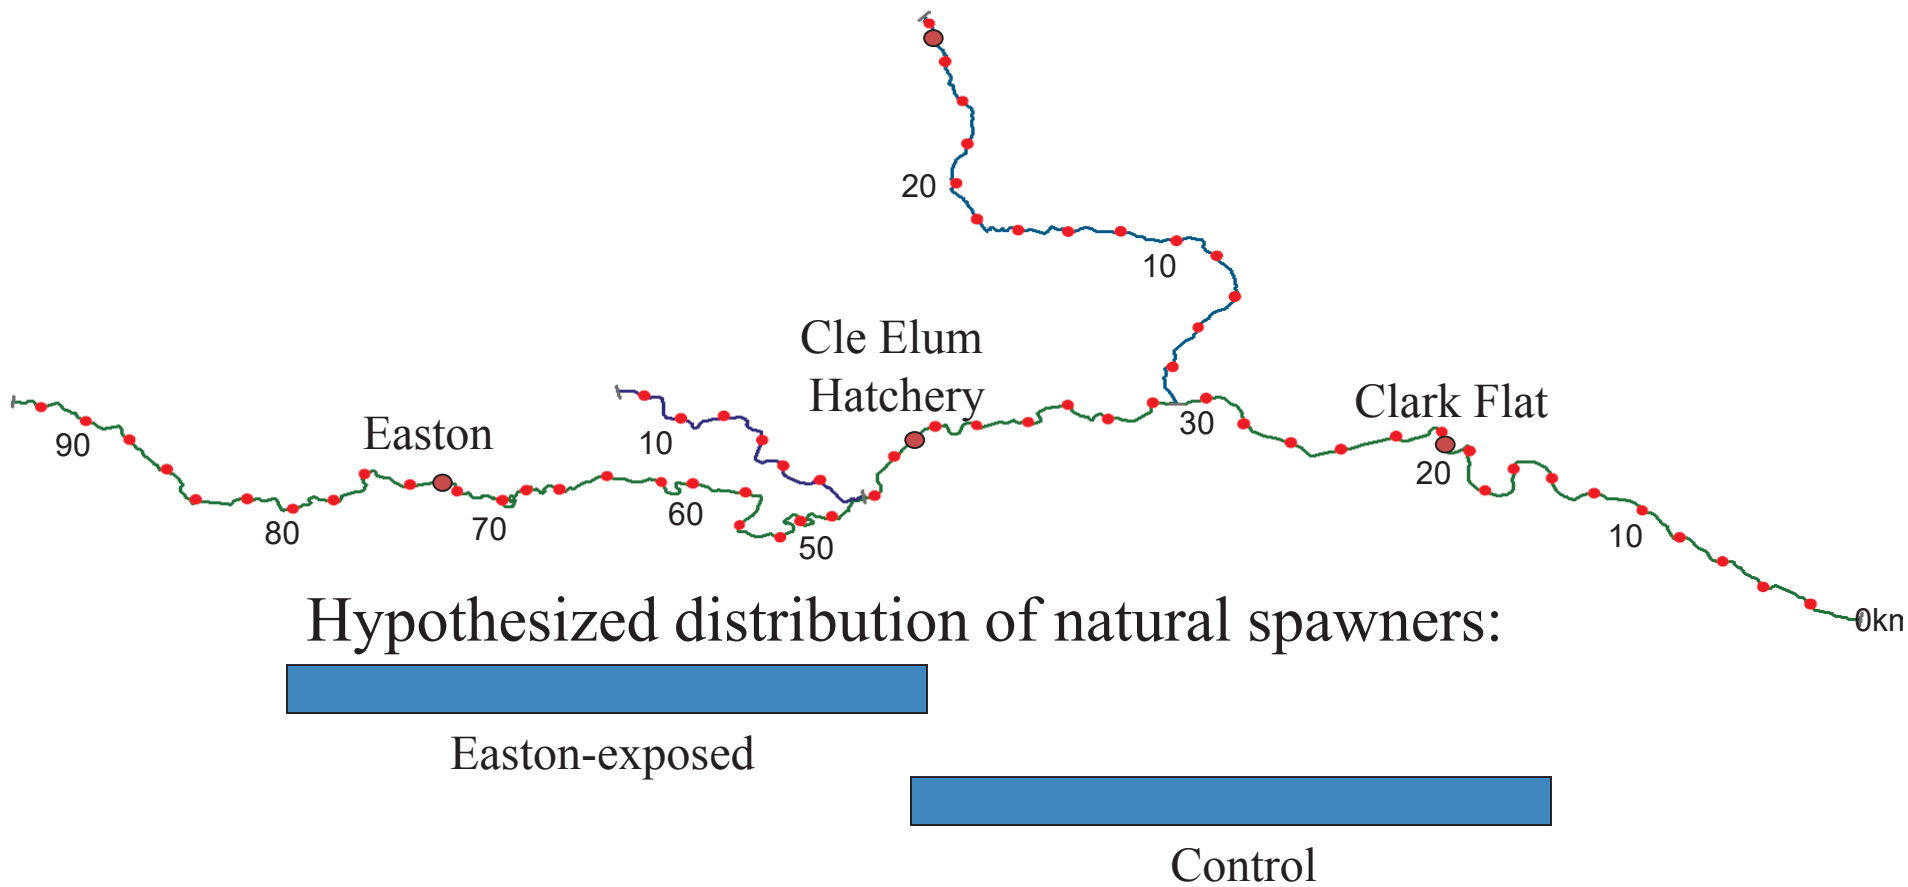 20
10
Cle Elum
Hatchery
Clark Flat
30
Easton
90
10
20
60
80
70
50
10
Hypothesized distribution of natural spawners:
0km
Easton-exposed
Control